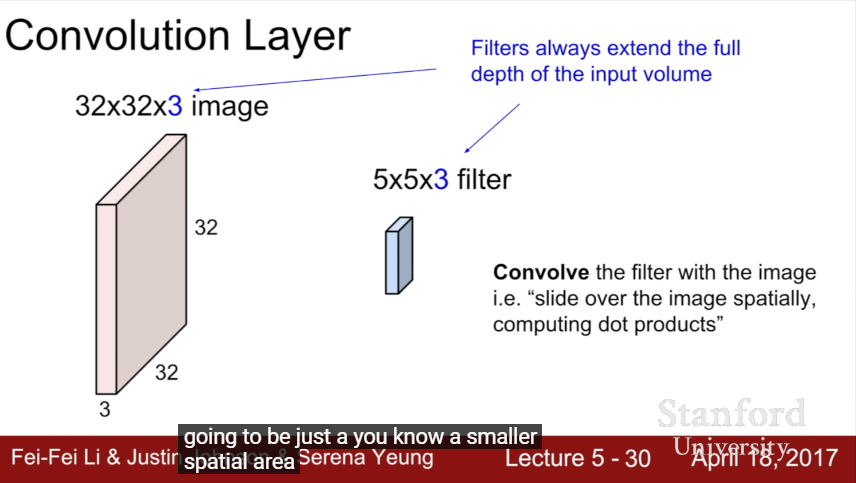 Convolution Layer
Filters always extend the full
depth of the input volume
32x32x3 image
5x5x3 filter
32
32
3
Convolve the filter with the image
i.e. “slide over the image spatially,
computing dot products”
going to be just a you know a smaller
spatial area
Fei-Fei Li & Justin & Serena Yeung
Lecture 5 - 30
April 18, 2017
Stanford
University